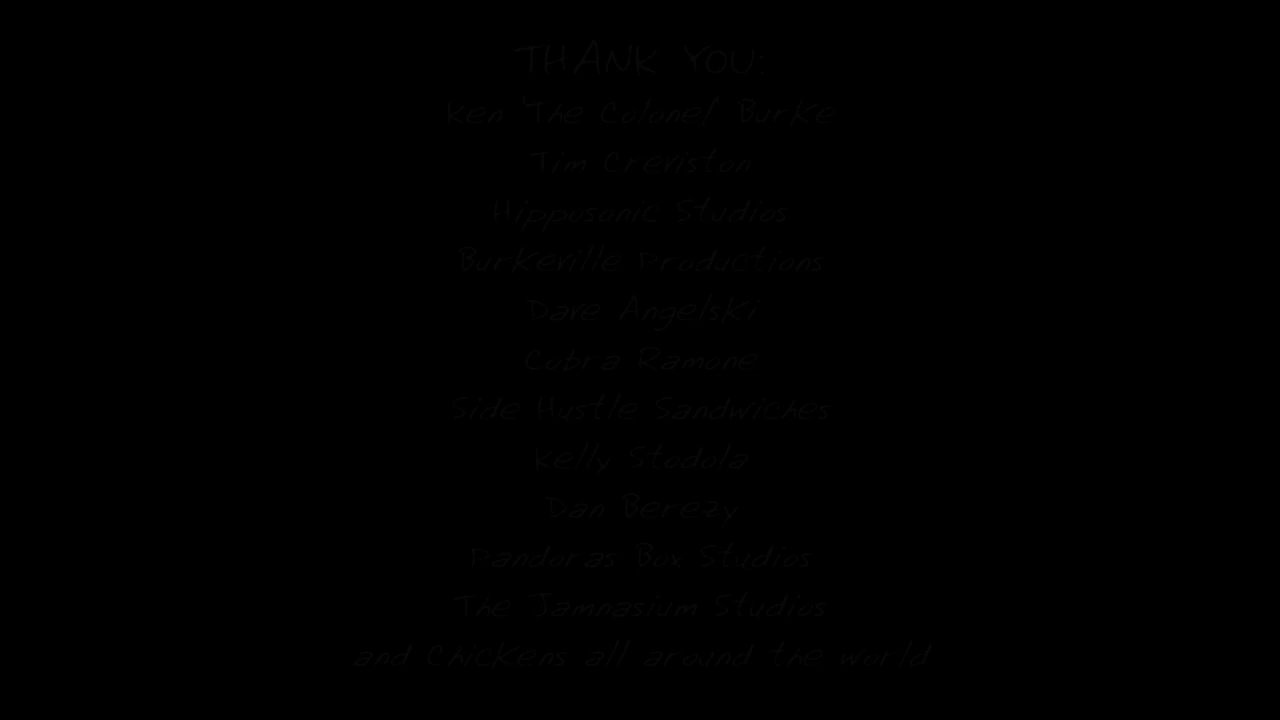 THANK YOU:
Ken 'The Colonel' Burke
Tim Creviston
Hipposonic Studios
Burkeville Productions
Dave Angelski
Cobra Ramone
Side Hustle Sandwiches
Kelly Stodola
Dan Berezy
Pandoras Box Studios
The Jamnasium Studios
and Chickens all around the world